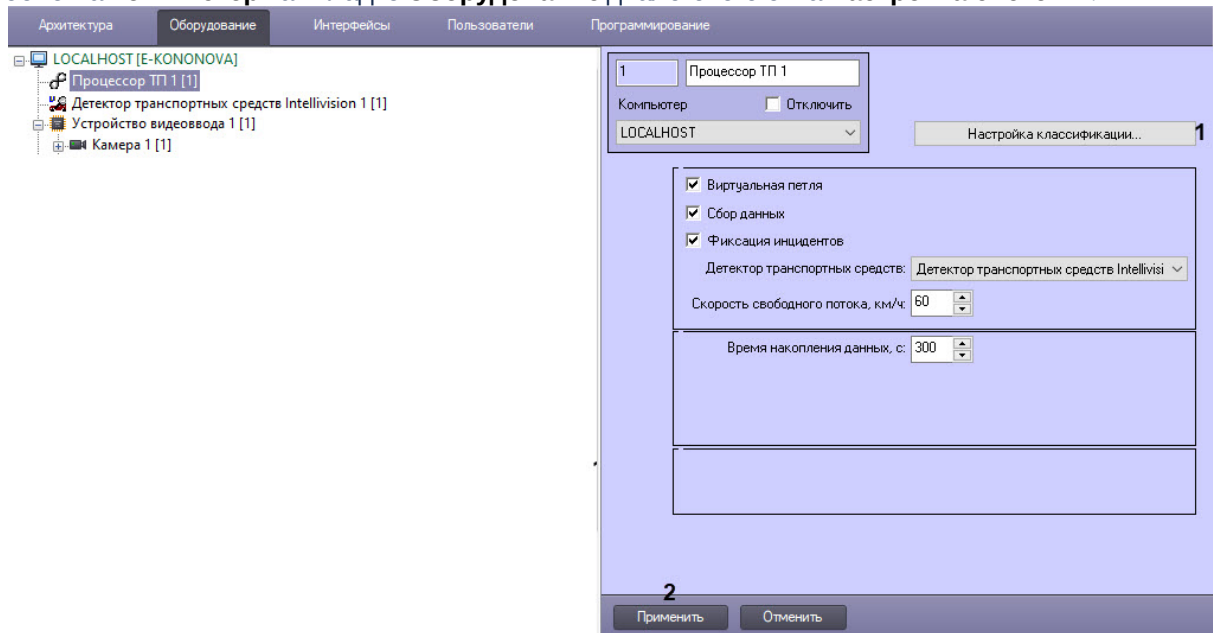 Архитектура Оборудование Интерфейсы Пользователи Программирование
LOCALHOST [E-KONONOVA]
Процессор ТП 1 [1]
Детектор транспортных средств Intellivision 1 [1]
Устройство видеоввода 1 [1]
Камера 1 [1]
1 Процессор ТП 1
Компьютер Отключить
LOCALHOST
Настройка классификации... 1
Виртуальная петля
Сбор данных
Фиксация инцидентов
Детектор транспортных средств: Детектор транспортных средств Intellivisi
Скорость свободного потока, км/ч: 60
Время накопления данных, с: 300
2
Применить Отменить